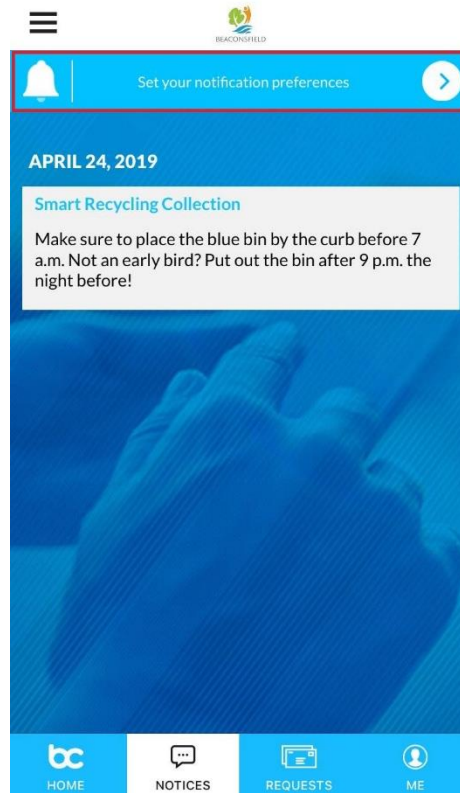 BEACONSFIELD
Set your notification preferences
APRIL 24, 2019
Smart Recycling Collection
Make sure to place the blue bin by the curb before 7
a.m. Not an early bird? Put out the bin after 9 p.m. the
night before!
bc
HOME
NOTICES
REQUESTS
ME